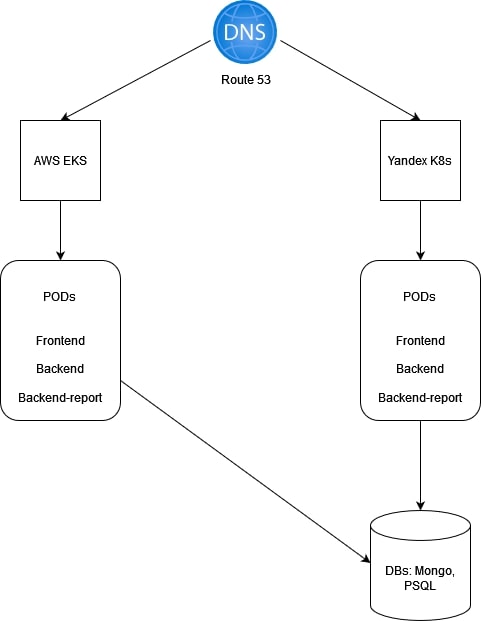 DNS
Route 53
AWS EKS
Yandex K8s
PODs
Frontend
Backend
Backend-report
PODs
Frontend
Backend
Backend-report
DBs: Mongo,
PSQL